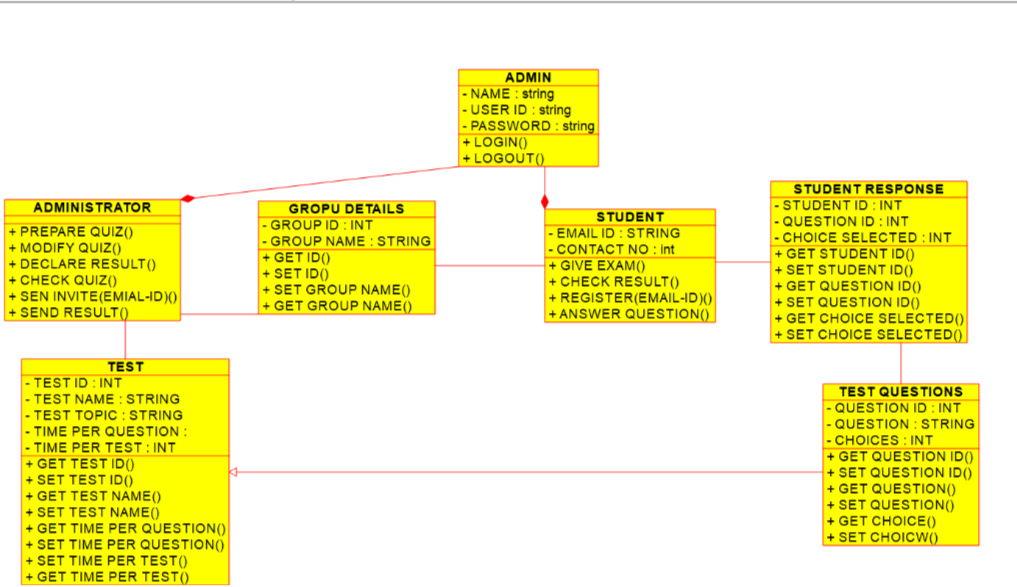 ADMIN
- NAME : string
- USER ID : string
- PASSWORD : string
+ LOGIN()
+ LOGOUT()
ADMINISTRATOR
+ PREPARE QUIZ()
+ MODIFY QUIZ()
+ DECLARE RESULT()
+ CHECK QUIZ()
+ SEN INVITE(EMIAL-ID)()
+ SEND RESULT()
GROPU DETAILS
- GROUP ID : INT
- GROUP NAME : STRING
+ GET ID()
+ SET ID()
+ SET GROUP NAME()
+ GET GROUP NAME()
STUDENT
- EMAIL ID : STRING
- CONTACT NO : int
+ GIVE EXAM()
+ CHECK RESULT()
+ REGISTER(EMAIL-ID)()
+ ANSWER QUESTION()
STUDENT RESPONSE
- STUDENT ID : INT
- QUESTION ID : INT
- CHOICE SELECTED : INT
+ GET STUDENT ID()
+ SET STUDENT ID()
+ GET QUESTION ID()
+ SET QUESTION ID()
+ GET CHOICE SELECTED()
+ SET CHOICE SELECTED()
TEST
- TEST ID : INT
- TEST NAME : STRING
- TEST TOPIC : STRING
- TIME PER QUESTION :
- TIME PER TEST : INT
+ GET TEST ID()
+ SET TEST ID()
+ GET TEST NAME()
+ SET TEST NAME()
+ GET TIME PER QUESTION()
+ SET TIME PER QUESTION()
+ SET TIME PER TEST()
+ GET TIME PER TEST()
TEST QUESTIONS
- QUESTION ID : INT
- QUESTION : STRING
- CHOICES : INT
+ GET QUESTION ID()
+ SET QUESTION ID()
+ GET QUESTION()
+ SET QUESTION()
+ GET CHOICE()
+ SET CHOICW()